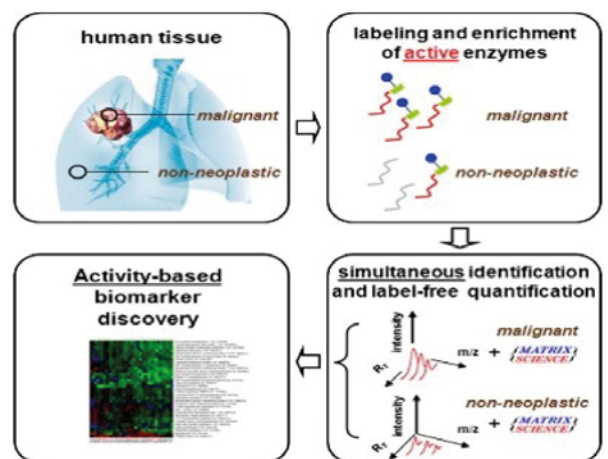 human tissue
malignant
non-neoplastic
labeling and enrichment
of active enzymes
malignant
non-neoplastic
simultaneous identification
and label-free quantification
intensity
malignant
m/z + {MATRIX
SCIENCE}
RT
intensity
non-neoplastic
m/z + {MATRIX
SCIENCE}
RT
Activity-based
biomarker
discovery